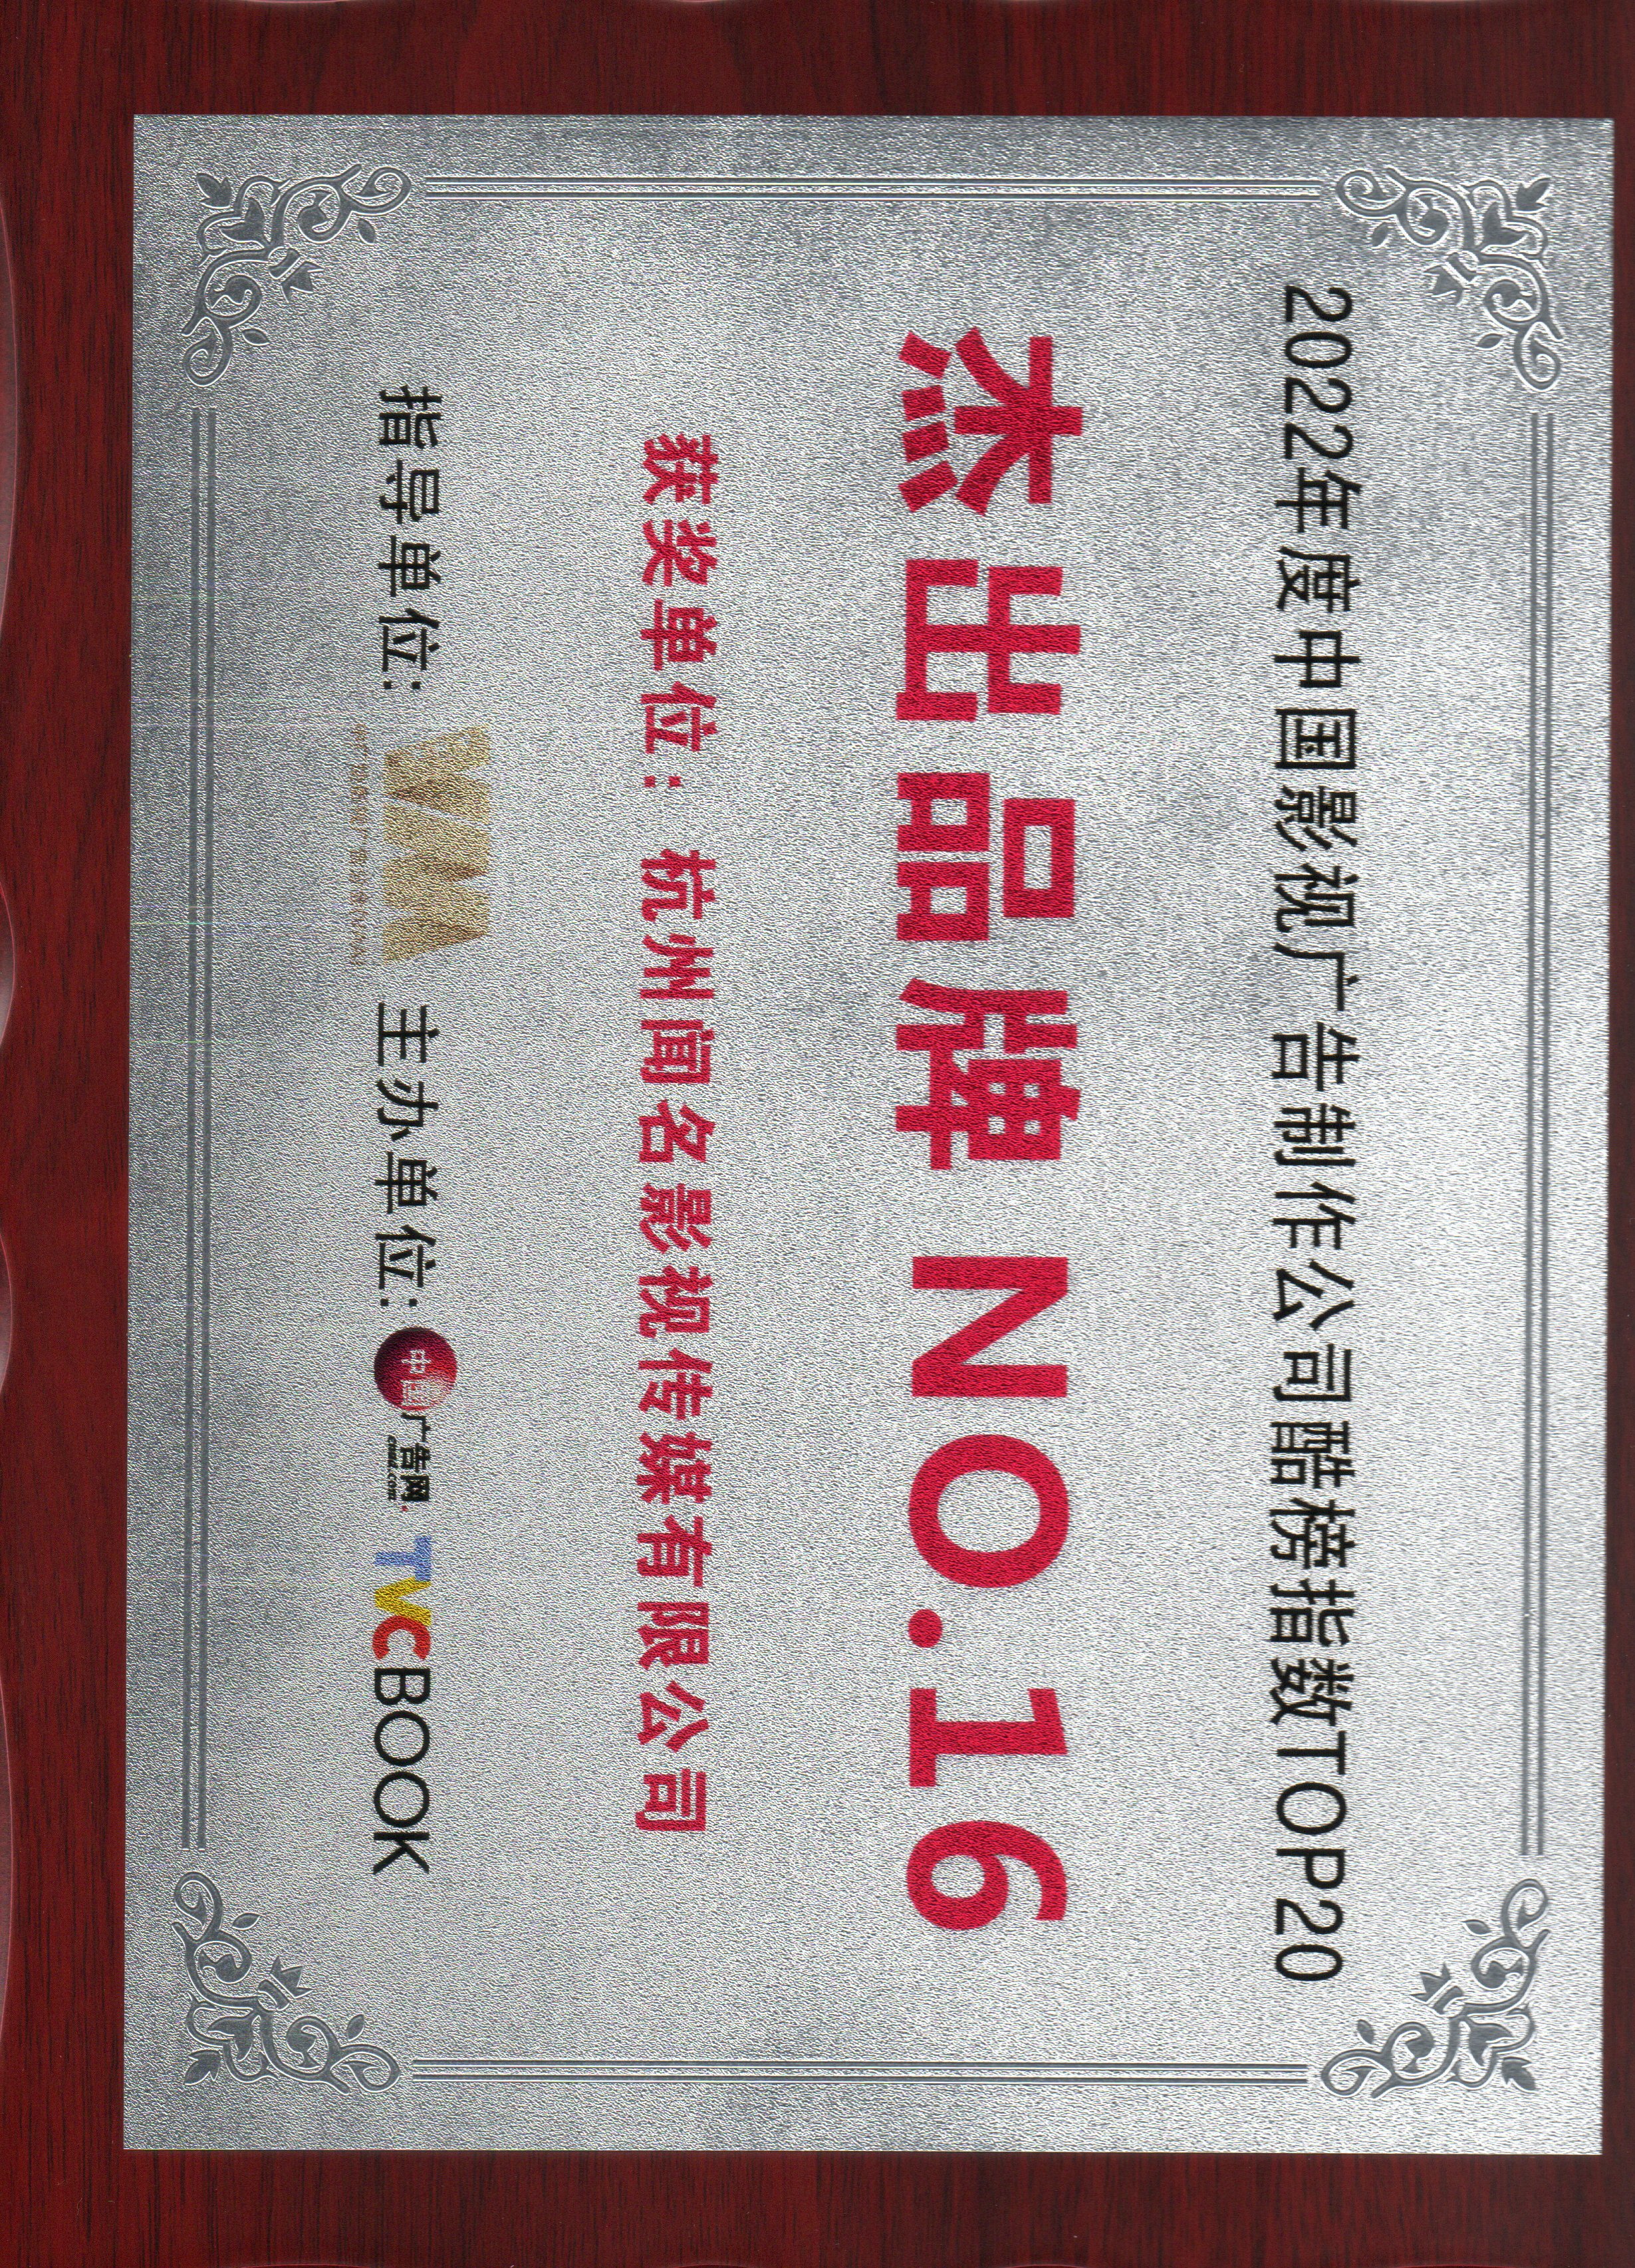 2022年度中国影视广告制作公司酷榜指数TOP20
杰出品牌 NO.16
获奖单位：杭州闻名影视传媒有限公司
指导单位: WM 主办单位: 中國广告网 TVCBOOK